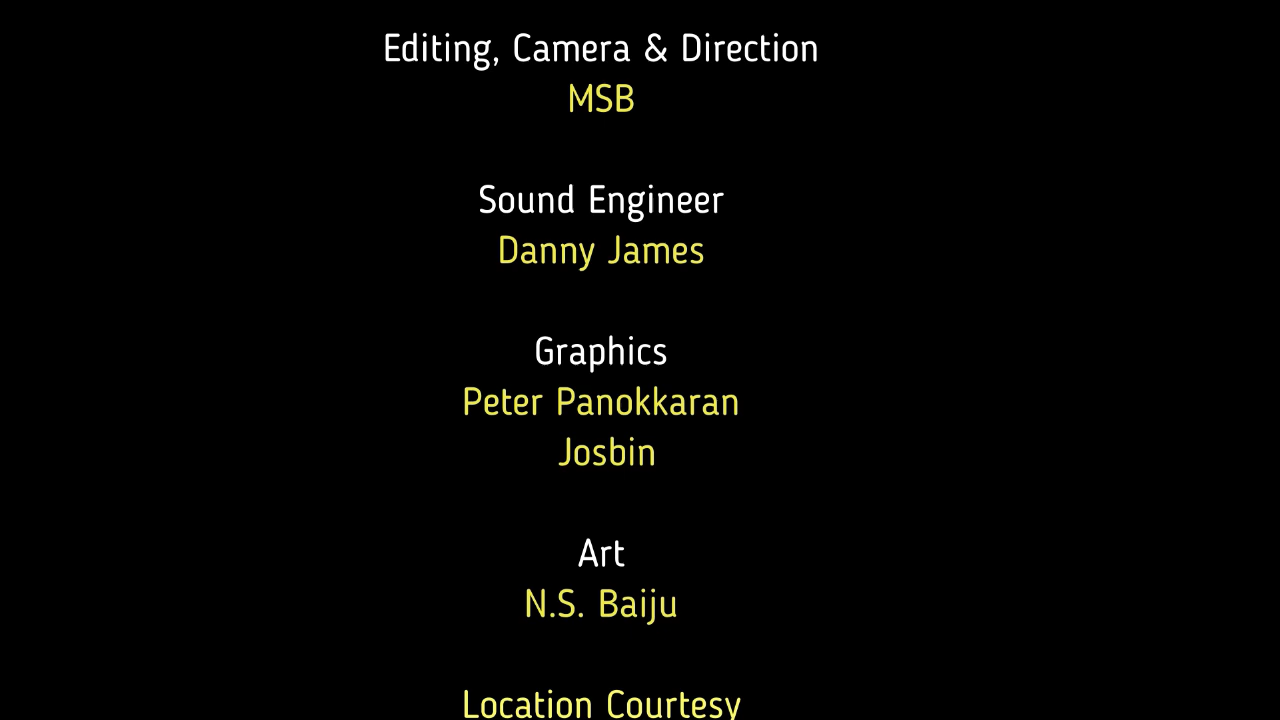 Editing, Camera & Direction
MSB
Sound Engineer
Danny James
Graphics
Peter Panokkaran
Josbin
Art
N.S. Baiju
Location Courtesy